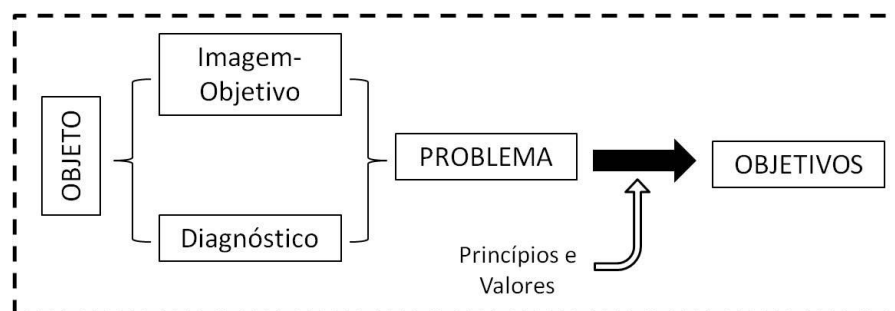 OBJETO
Imagem-
Objetivo
Diagnóstico
PROBLEMA
Princípios e
Valores
OBJETIVOS